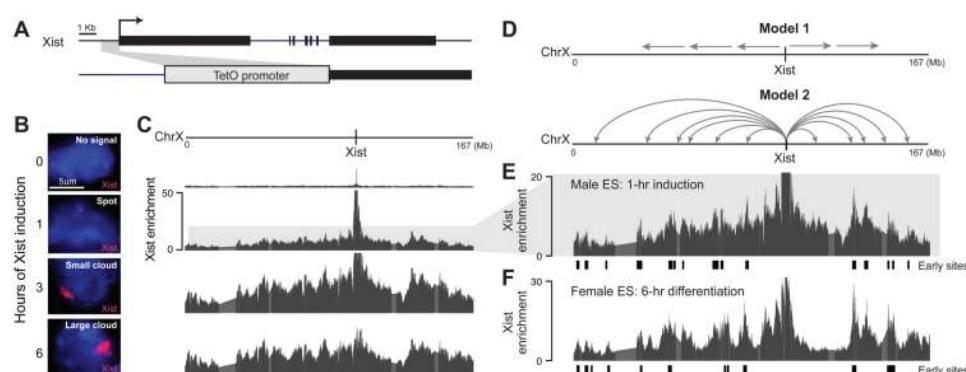 A
1 Kb
Xist
TetO promoter
B
Hours of Xist induction
0
No signal
5um
Xist
1
Spot
Xist
3
Small cloud
Xist
6
Large cloud
Xist
C
ChrX
0
Xist
167 (Mb)
Xist enrichment
50
0
D
Model 1
ChrX
0
Xist
167 (Mb)
Model 2
ChrX
0
Xist
167 (Mb)
E
Xist enrichment
20
10
0
Male ES: 1-hr induction
Early sites
F
Xist enrichment
30
0
Female ES: 6-hr differentiation
Early sites